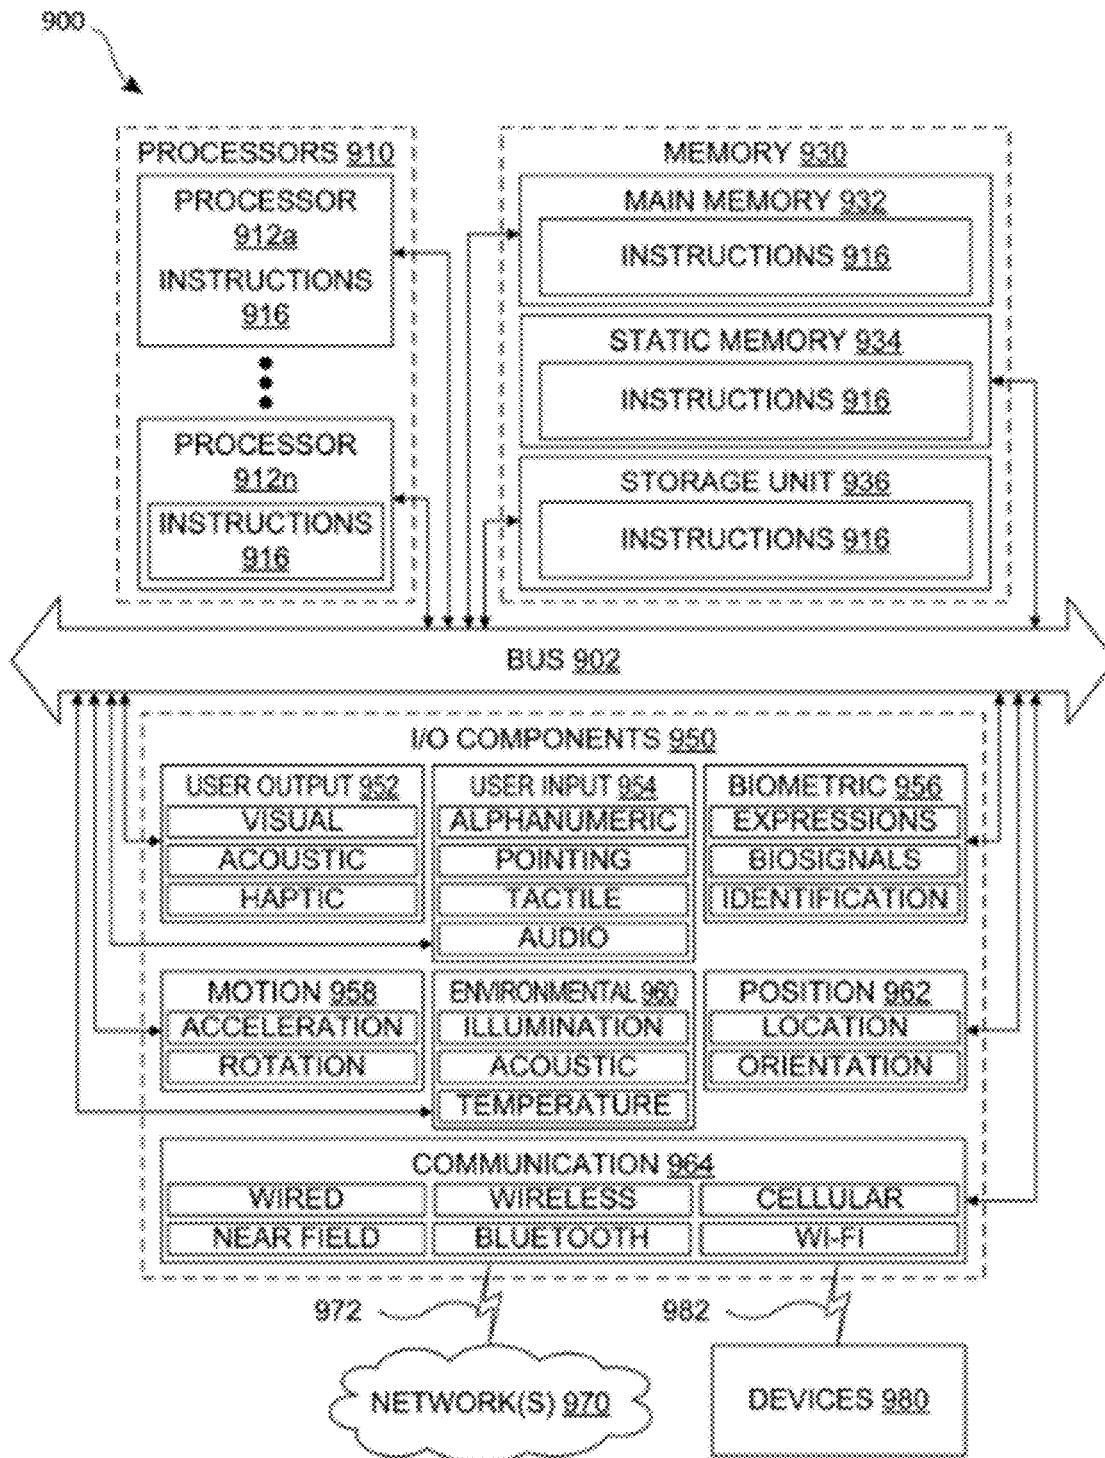 900
PROCESSORS 910
PROCESSOR
912a
INSTRUCTIONS
916
PROCESSOR
912n
INSTRUCTIONS
916
MEMORY 930
MAIN MEMORY 932
INSTRUCTIONS 916
STATIC MEMORY 934
INSTRUCTIONS 916
STORAGE UNIT 936
INSTRUCTIONS 916
BUS 902
I/O COMPONENTS 950
USER OUTPUT 952
VISUAL
ACOUSTIC
HAPTIC
USER INPUT 954
ALPHANUMERIC
POINTING
TACTILE
AUDIO
BIOMETRIC 956
EXPRESSIONS
BIOSIGNALS
IDENTIFICATION
MOTION 958
ACCELERATION
ROTATION
ENVIRONMENTAL 960
ILLUMINATION
ACOUSTIC
TEMPERATURE
POSITION 962
LOCATION
ORIENTATION
COMMUNICATION 964
WIRED
WIRELESS
CELLULAR
NEAR FIELD
BLUETOOTH
WI-FI
972
982
NETWORK(S) 970
DEVICES 980